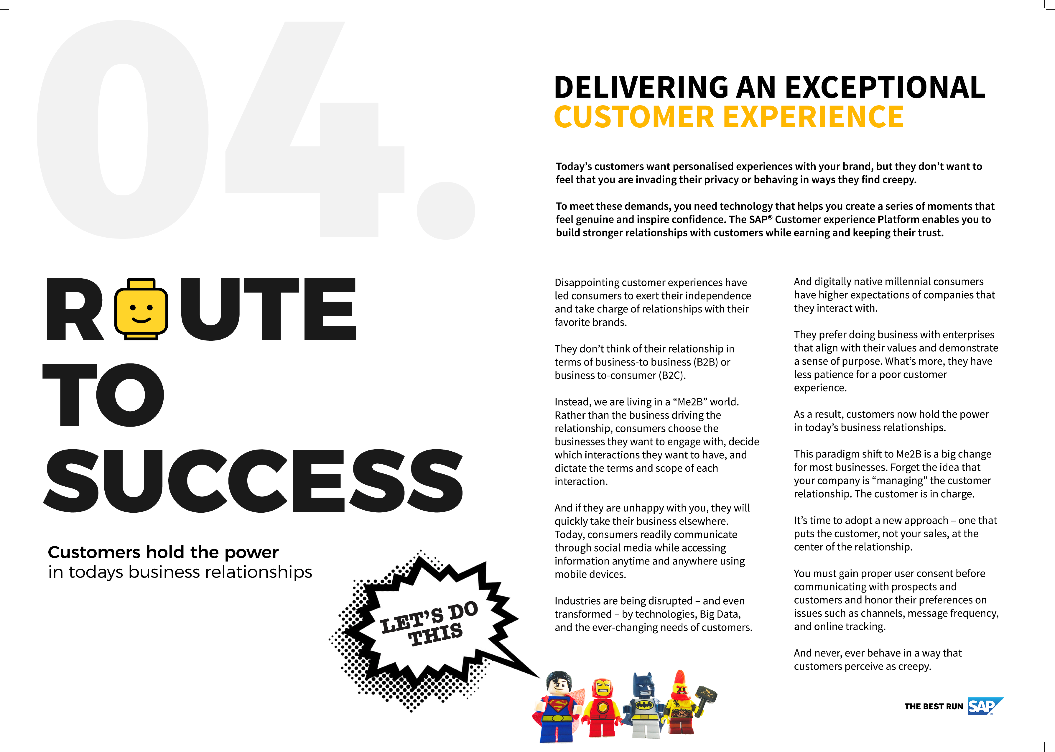 04.
ROUTE
TO
SUCCESS
Customers hold the power
in todays business relationships
LET'S DO
THIS
DELIVERING AN EXCEPTIONAL
CUSTOMER EXPERIENCE
Today's customers want personalised experiences with your brand, but they don't want to
feel that you are invading their privacy or behaving in ways they find creepy.
To meet these demands, you need technology that helps you create a series of moments that
feel genuine and inspire confidence. The SAP® Customer experience Platform enables you to
build stronger relationships with customers while earning and keeping their trust.
Disappointing customer experiences have
led consumers to exert their independence
and take charge of relationships with their
favorite brands.
They don't think of their relationship in
terms of business-to business (B2B) or
business to-consumer (B2C).
Instead, we are living in a “Me2B” world.
Rather than the business driving the
relationship, consumers choose the
businesses they want to engage with, decide
which interactions they want to have, and
dictate the terms and scope of each
interaction.
And if they are unhappy with you, they will
quickly take their business elsewhere.
Today, consumers readily communicate
through social media while accessing
information anytime and anywhere using
mobile devices.
Industries are being disrupted – and even
transformed – by technologies, Big Data,
and the ever-changing needs of customers.
And digitally native millennial consumers
have higher expectations of companies that
they interact with.
They prefer doing business with enterprises
that align with their values and demonstrate
a sense of purpose. What's more, they have
less patience for a poor customer
experience.
As a result, customers now hold the power
in today's business relationships.
This paradigm shift to Me2B is a big change
for most businesses. Forget the idea that
your company is “managing” the customer
relationship. The customer is in charge.
It's time to adopt a new approach – one that
puts the customer, not your sales, at the
center of the relationship.
You must gain proper user consent before
communicating with prospects and
customers and honor their preferences on
issues such as channels, message frequency,
and online tracking.
And never, ever behave in a way that
customers perceive as creepy.
THE BEST RUN SAP